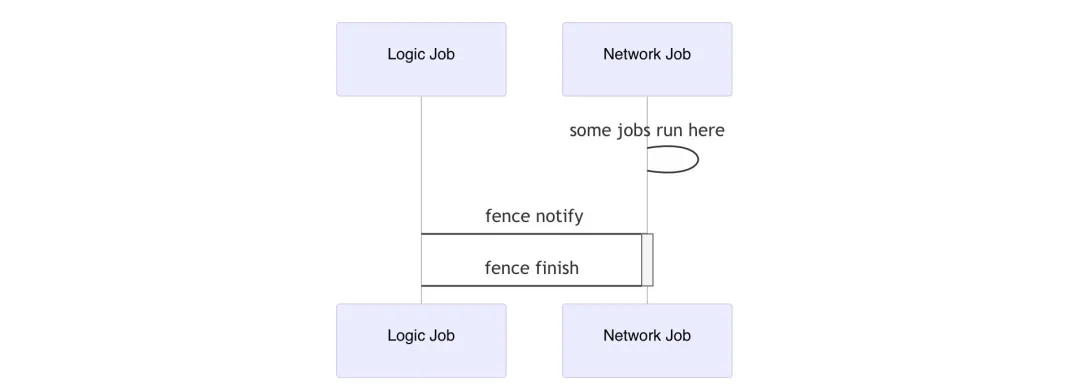 Logic Job
Network Job
some jobs run here
fence notify
fence finish
Logic Job
Network Job